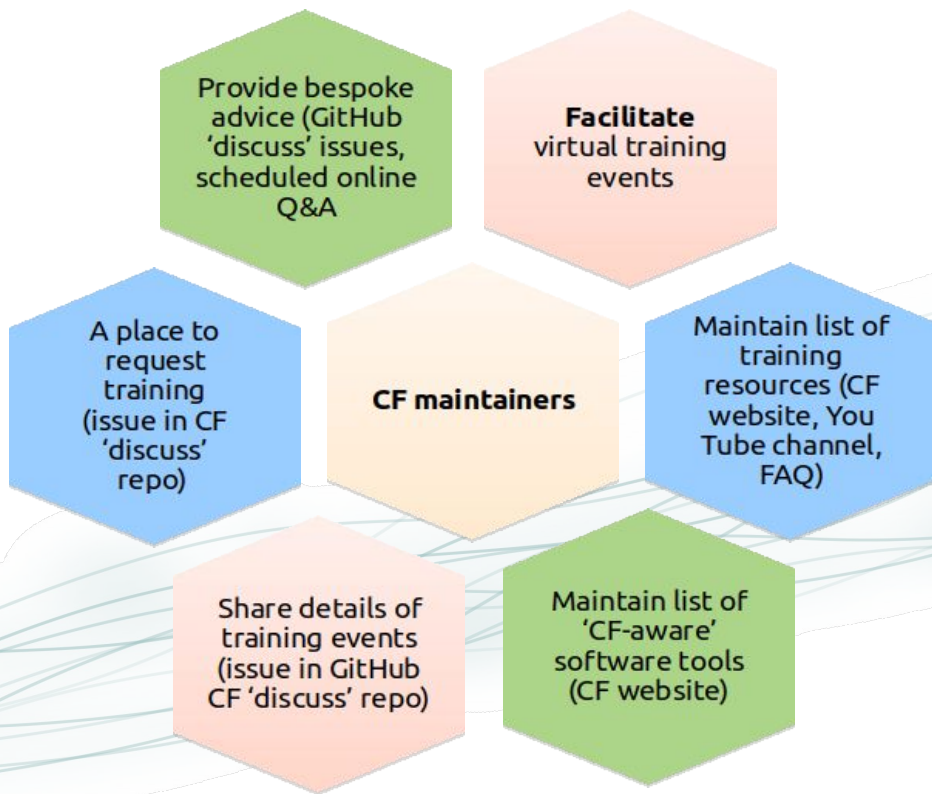 Provide bespoke
advice (GitHub
‘discuss’ issues,
scheduled online
Q&A
Facilitate
virtual training
events
A place to
request
training
(issue in CF
‘discuss’
repo)
CF maintainers
Maintain list of
training
resources (CF
website, You
Tube channel,
FAQ)
Share details of
training events
(issue in GitHub
CF ‘discuss’ repo)
Maintain list of
‘CF-aware’
software tools
(CF website)